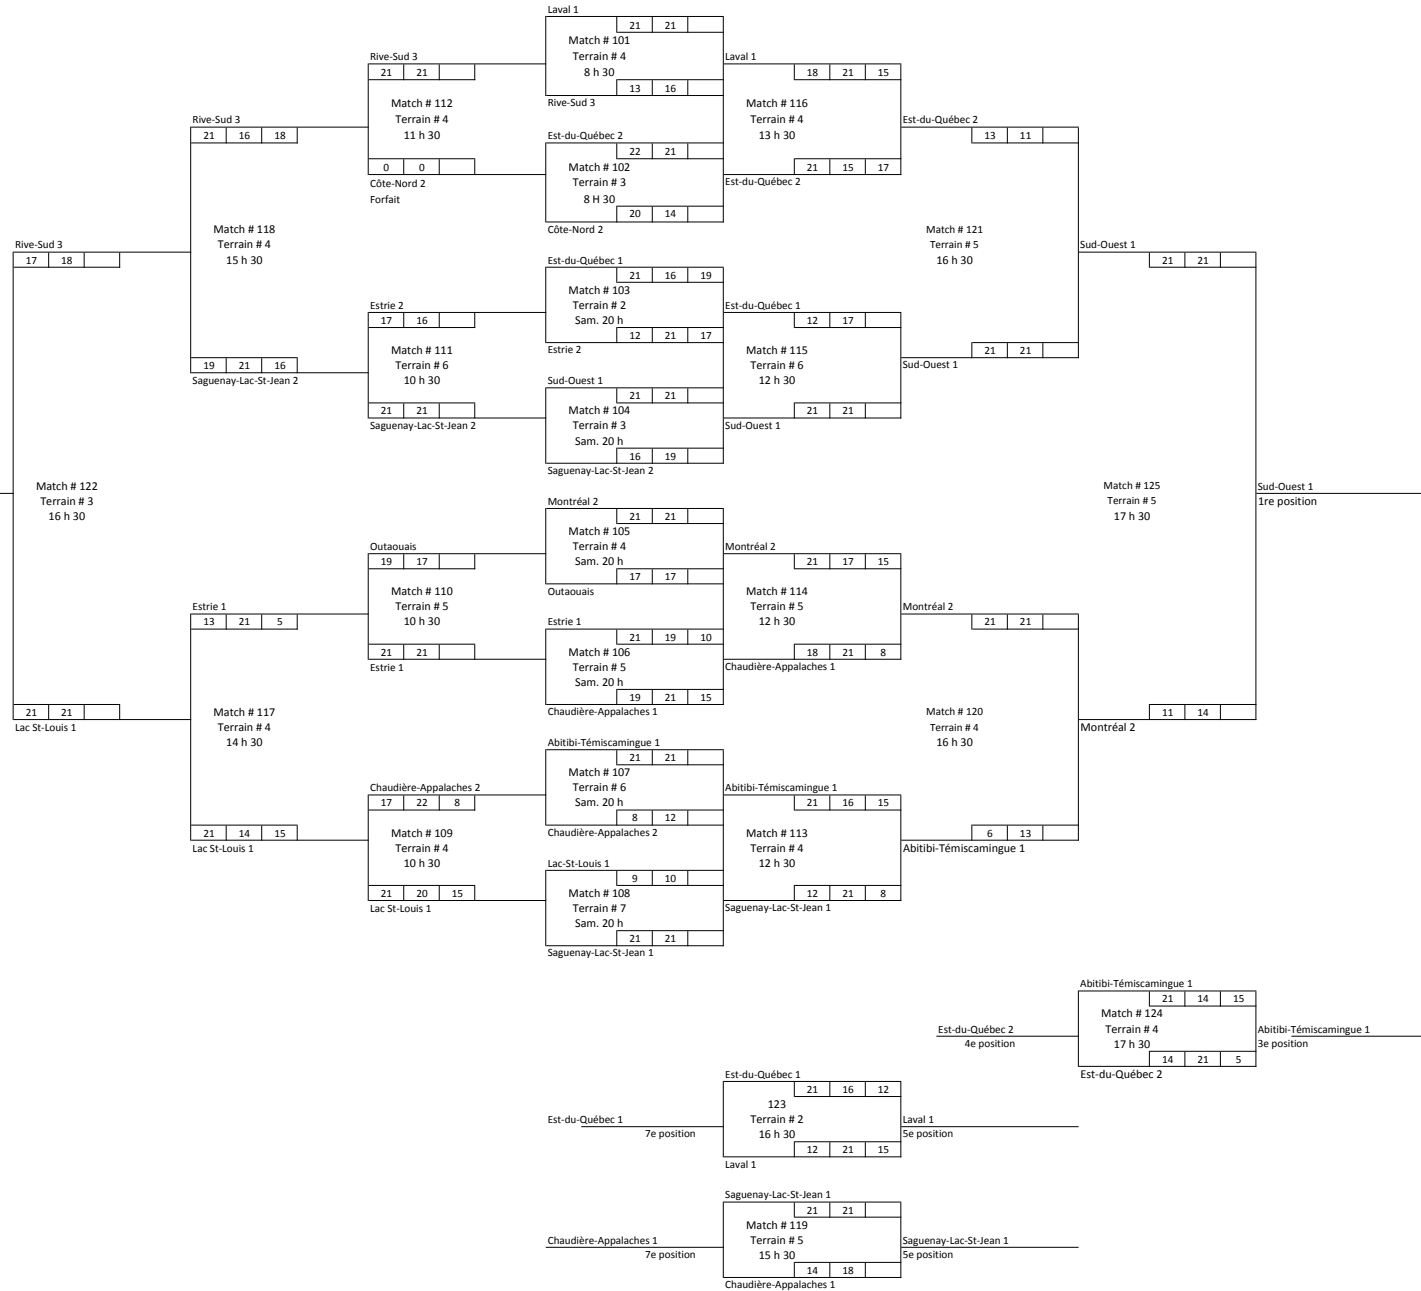 Laval 1
21 21
Match # 101
Terrain # 4
8 h 30
13 16
Rive-Sud 3
Est-du-Québec 2
22 21
Match # 102
Terrain # 3
8 H 30
20 14
Côte-Nord 2
Est-du-Québec 1
21 16 19
Match # 103
Terrain # 2
Sam. 20 h
12 21 17
Estrie 2
Sud-Ouest 1
21 21
Match # 104
Terrain # 3
Sam. 20 h
16 19
Saguenay-Lac-St-Jean 2
Montréal 2
21 21
Match # 105
Terrain # 4
Sam. 20 h
17 17
Outaouais
Estrie 1
21 19 10
Match # 106
Terrain # 5
Sam. 20 h
19 21 15
Chaudière-Appalaches 1
Abitibi-Témiscamingue 1
21 21
Match # 107
Terrain # 6
Sam. 20 h
8 12
Chaudière-Appalaches 2
Lac-St-Louis 1
9 10
Match # 108
Terrain # 7
Sam. 20 h
21 21
Saguenay-Lac-St-Jean 1
Rive-Sud 3
21 21
Match # 112
Terrain # 4
11 h 30
0 0
Côte-Nord 2
Forfait
Estrie 2
17 16
Match # 111
Terrain # 6
10 h 30
21 21
Saguenay-Lac-St-Jean 2
Outaouais
19 17
Match # 110
Terrain # 5
10 h 30
21 21
Estrie 1
Chaudière-Appalaches 2
17 22 8
Match # 109
Terrain # 4
10 h 30
21 20 15
Lac St-Louis 1
Rive-Sud 3
21 16 18
Match # 118
Terrain # 4
15 h 30
19 21 16
Saguenay-Lac-St-Jean 2
Estrie 1
13 21 5
Match # 117
Terrain # 4
14 h 30
21 14 15
Lac St-Louis 1
Rive-Sud 3
17 18
Match # 122
Terrain # 3
16 h 30
21 21
Lac St-Louis 1
Laval 1
18 21 15
Match # 116
Terrain # 4
13 h 30
21 15 17
Est-du-Québec 2
Est-du-Québec 1
12 17
Match # 115
Terrain # 6
12 h 30
21 21
Sud-Ouest 1
Montréal 2
21 17 15
Match # 114
Terrain # 5
12 h 30
18 21 8
Chaudière-Appalaches 1
Abitibi-Témiscamingue 1
21 16 15
Match # 113
Terrain # 4
12 h 30
12 21 8
Saguenay-Lac-St-Jean 1
Est-du-Québec 2
13 11
Match # 121
Terrain # 5
16 h 30
21 21
Sud-Ouest 1
Montréal 2
21 21
Match # 120
Terrain # 4
16 h 30
6 13
Abitibi-Témiscamingue 1
Sud-Ouest 1
21 21
Match # 125
Terrain # 5
17 h 30
11 14
Montréal 2
Sud-Ouest 1
1re position
Abitibi-Témiscamingue 1
21 14 15
Match # 124
Terrain # 4
17 h 30
14 21 5
Est-du-Québec 2
Est-du-Québec 2
4e position
Abitibi-Témiscamingue 1
3e position
Est-du-Québec 1
21 16 12
123
Terrain # 2
16 h 30
12 21 15
Laval 1
Est-du-Québec 1
7e position
Laval 1
5e position
Saguenay-Lac-St-Jean 1
21 21
Match # 119
Terrain # 5
15 h 30
14 18
Chaudière-Appalaches 1
Chaudière-Appalaches 1
7e position
Saguenay-Lac-St-Jean 1
5e position